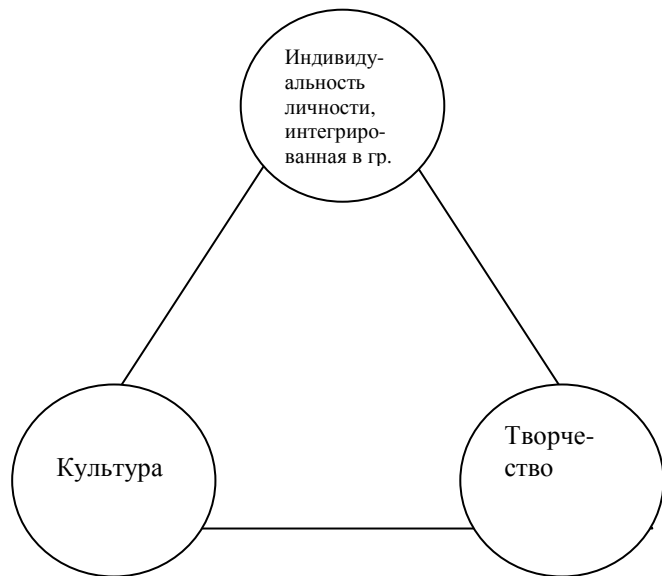 Индивиду-
альность
личности,
интегриро-
ванная в гр.
Культура
Творче-
ство